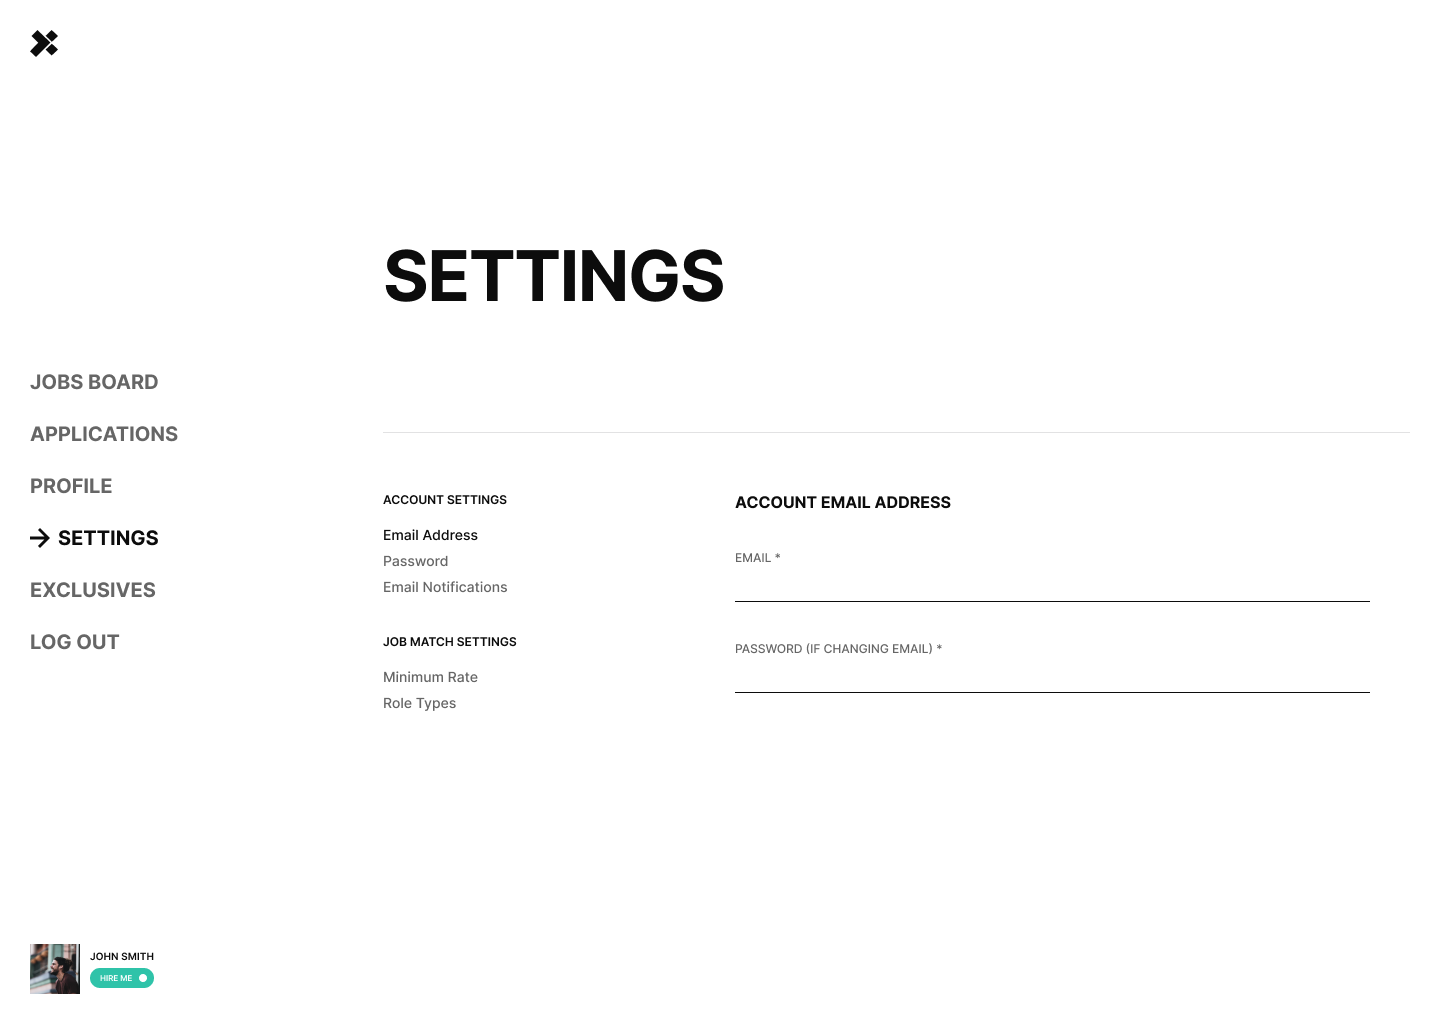 SETTINGS
JOBS BOARD
APPLICATIONS
PROFILE
SETTINGS
EXCLUSIVES
LOG OUT
ACCOUNT SETTINGS
Email Address
Password
Email Notifications
JOB MATCH SETTINGS
Minimum Rate
Role Types
ACCOUNT EMAIL ADDRESS
EMAIL *
PASSWORD (IF CHANGING EMAIL) *
JOHN SMITH
HIRE ME